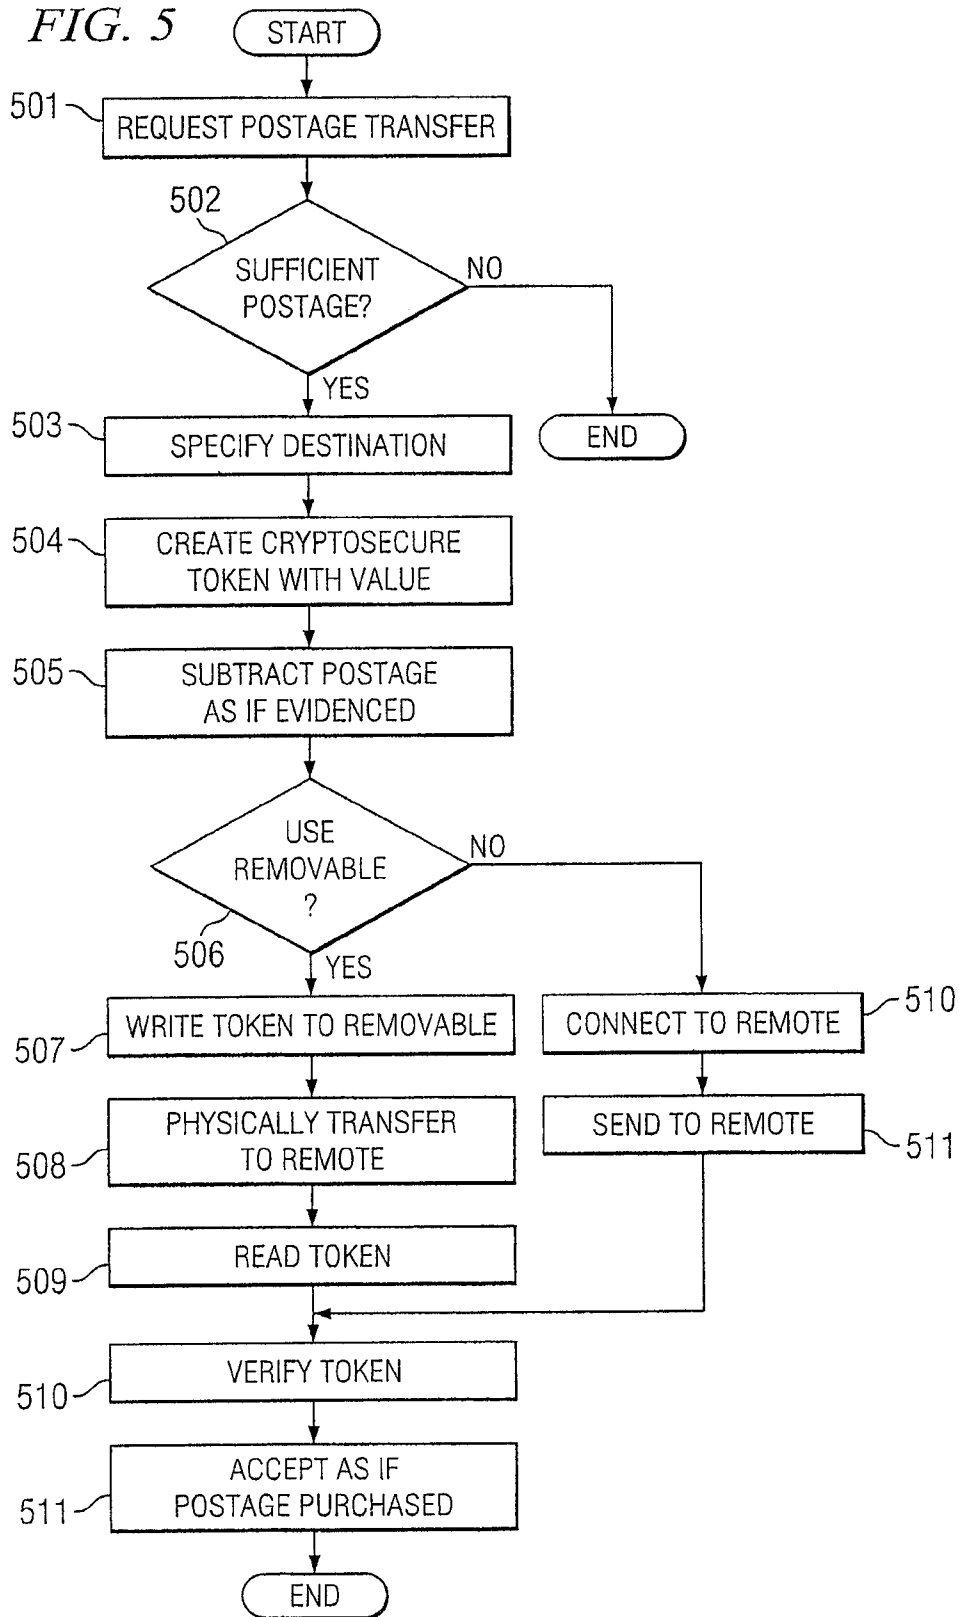 FIG. 5
START
501
REQUEST POSTAGE TRANSFER
502
SUFFICIENT
POSTAGE?
NO
YES
END
503
SPECIFY DESTINATION
504
CREATE CRYPTOSECURE
TOKEN WITH VALUE
505
SUBTRACT POSTAGE
AS IF EVIDENCED
USE
REMOVABLE
?
NO
506
YES
507
WRITE TOKEN TO REMOVABLE
CONNECT TO REMOTE
510
508
PHYSICALLY TRANSFER
TO REMOTE
SEND TO REMOTE
511
509
READ TOKEN
510
VERIFY TOKEN
511
ACCEPT AS IF
POSTAGE PURCHASED
END